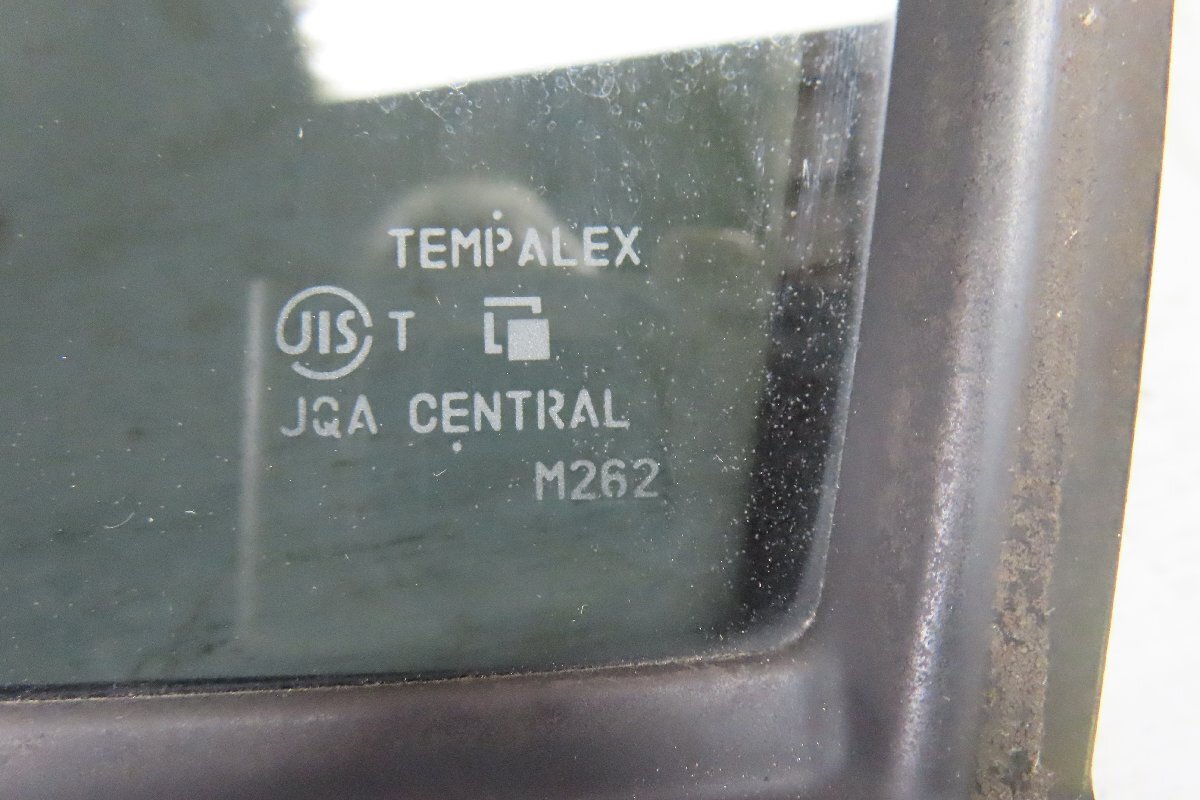 TEMPALEX
JIS T
JQA CENTRAL
M262